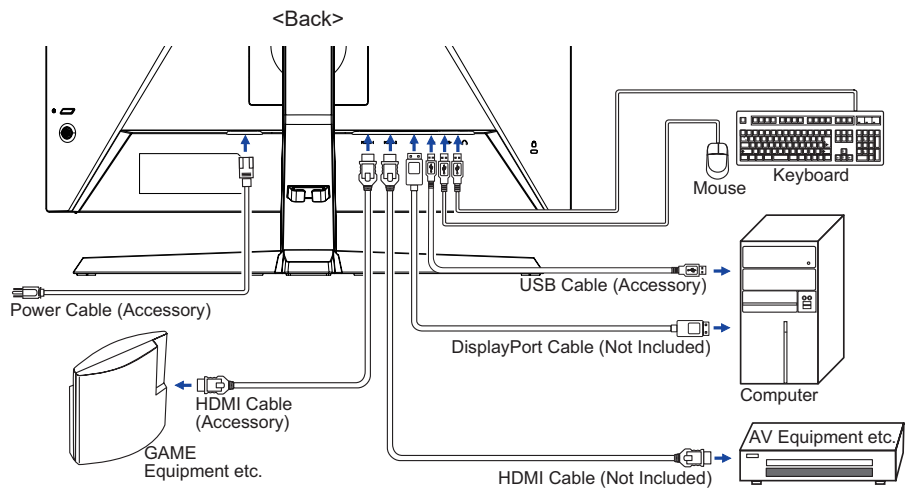 <Back>
Mouse
Keyboard
USB Cable (Accessory)
Power Cable (Accessory)
DisplayPort Cable (Not Included)
Computer
HDMI Cable
(Accessory)
GAME
Equipment etc.
AV Equipment etc.
HDMI Cable (Not Included)